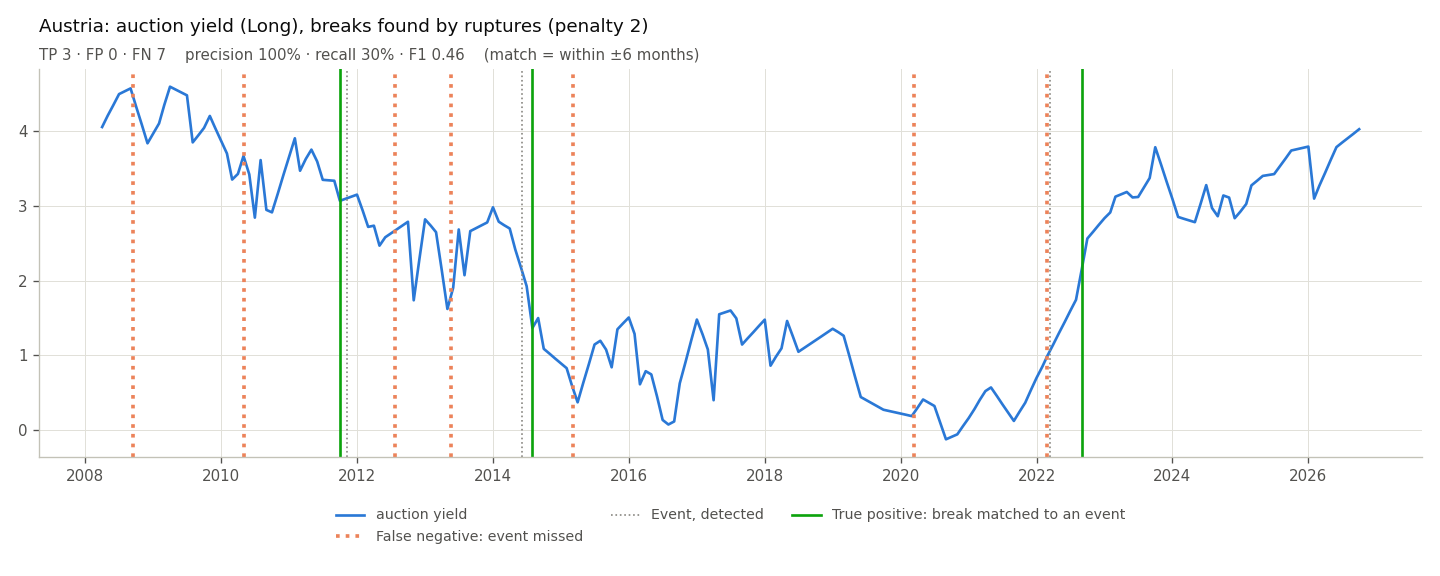 Austria: auction yield (Long), breaks found by ruptures (penalty 2)
TP 3 · FP 0 · FN 7    precision 100% · recall 30% · F1 0.46    (match = within ±6 months)
4
3
2
1
0
2008 2010 2012 2014 2016 2018 2020 2022 2024 2026
auction yield
Event, detected
True positive: break matched to an event
False negative: event missed